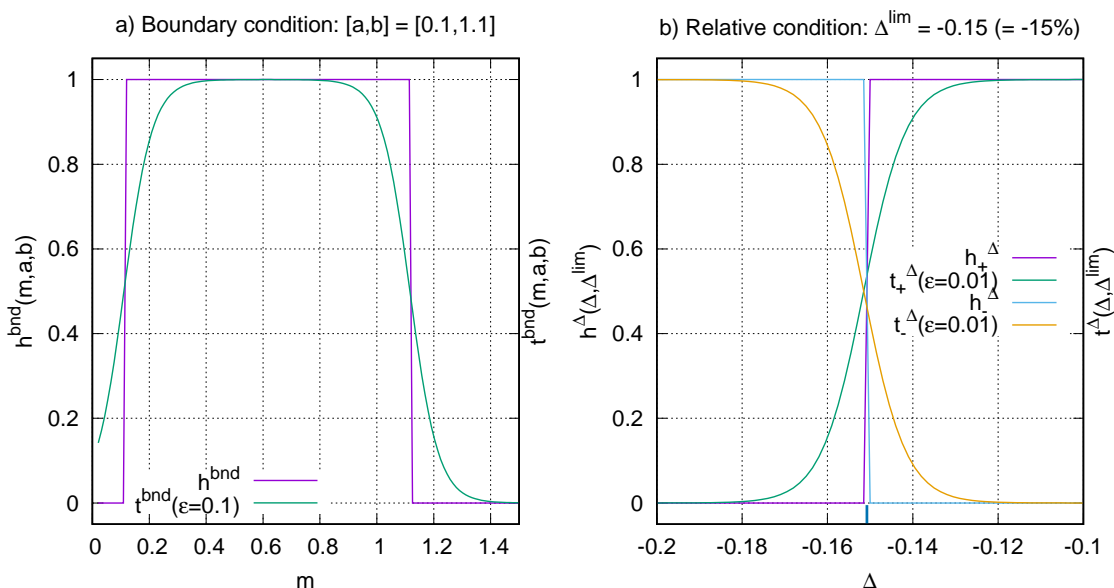 a) Boundary condition: [a,b] = [0.1,1.1]
h^bnd(m,a,b)
1
0.8
0.6
0.4
0.2
0
0 0.2 0.4 0.6 0.8 1 1.2 1.4
m
t^bnd(m,a,b)
h^bnd
t^bnd(ε=0.1)
b) Relative condition: Δ^lim = -0.15 (= -15%)
h^Δ(Δ,Δ^lim)
1
0.8
0.6
0.4
0.2
0
-0.2 -0.18 -0.16 -0.14 -0.12 -0.1
Δ
t^Δ(Δ,Δ^lim)
h_+^Δ
t_+^Δ(ε=0.01)
h_-^Δ
t_-^Δ(ε=0.01)